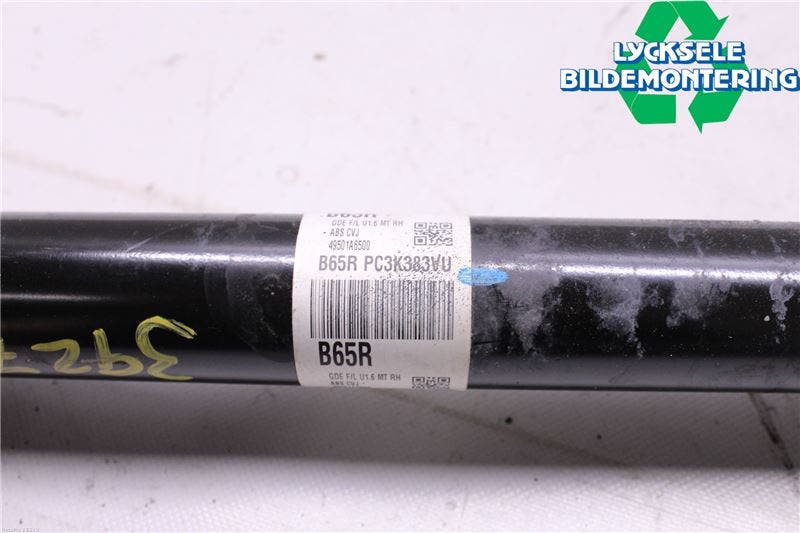 LYCKSELE
BILDEMONTERING
B65R
GDE F/L U1.6 MT RH
- ABS CVJ
49501A6500
B65R PC3K383VU
B65R
GDE F/L U1.6 MT RH
ABS CVJ -